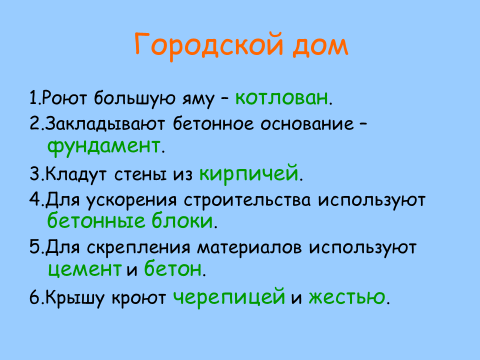 Городской дом
1.Роют большую яму – котлован.
2.Закладывают бетонное основание –
фундамент.
3.Кладут стены из кирпичей.
4.Для ускорения строительства используют
бетонные блоки.
5.Для скрепления материалов используют
цемент и бетон.
6.Крышу кроют черепицей и жестью.